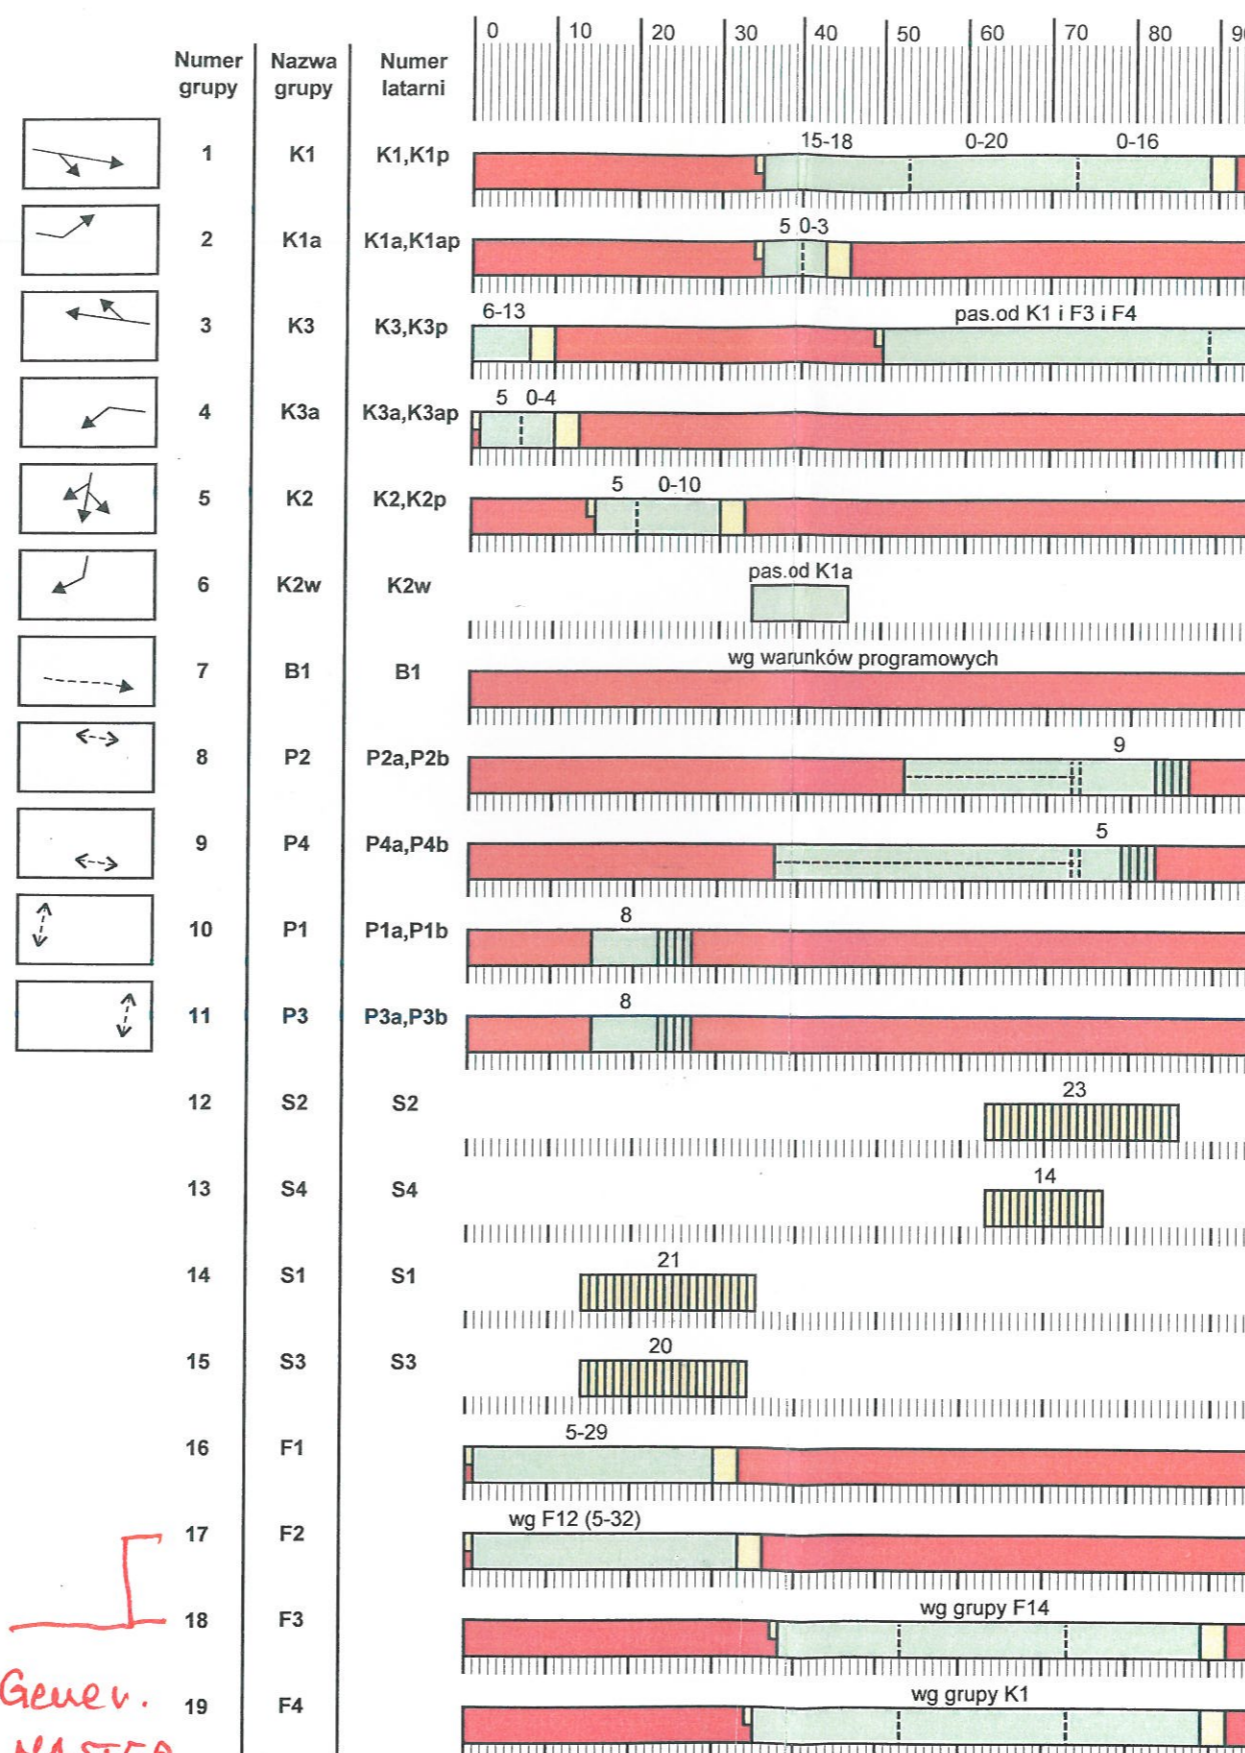 0 10 20 30 40 50 60 70 80 90
Numer grupy Nazwa grupy Numer latarni
15-18 0-20 0-16
1 K1 K1,K1p
5 0-3
2 K1a K1a,K1ap
6-13 pas.od K1 i F3 i F4
3 K3 K3,K3p
5 0-4
4 K3a K3a,K3ap
5 0-10
5 K2 K2,K2p
pas.od K1a
6 K2w K2w
wg warunków programowych
7 B1 B1
9
8 P2 P2a,P2b
5
9 P4 P4a,P4b
8
10 P1 P1a,P1b
8
11 P3 P3a,P3b
23
12 S2 S2
14
13 S4 S4
21
14 S1 S1
20
15 S3 S3
5-29
16 F1
wg F12 (5-32)
17 F2
wg grupy F14
18 F3
wg grupy K1
19 F4
Gener.
MASTER